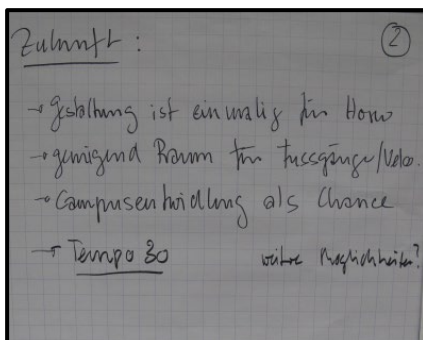 Zukunft: ②
→ Gestaltung ist einmalig für Horw
→ genügend Raum für Fussgänger/Velo.
→ Campusentwicklung als Chance
→ Tempo 30 weitere Möglichkeiten?